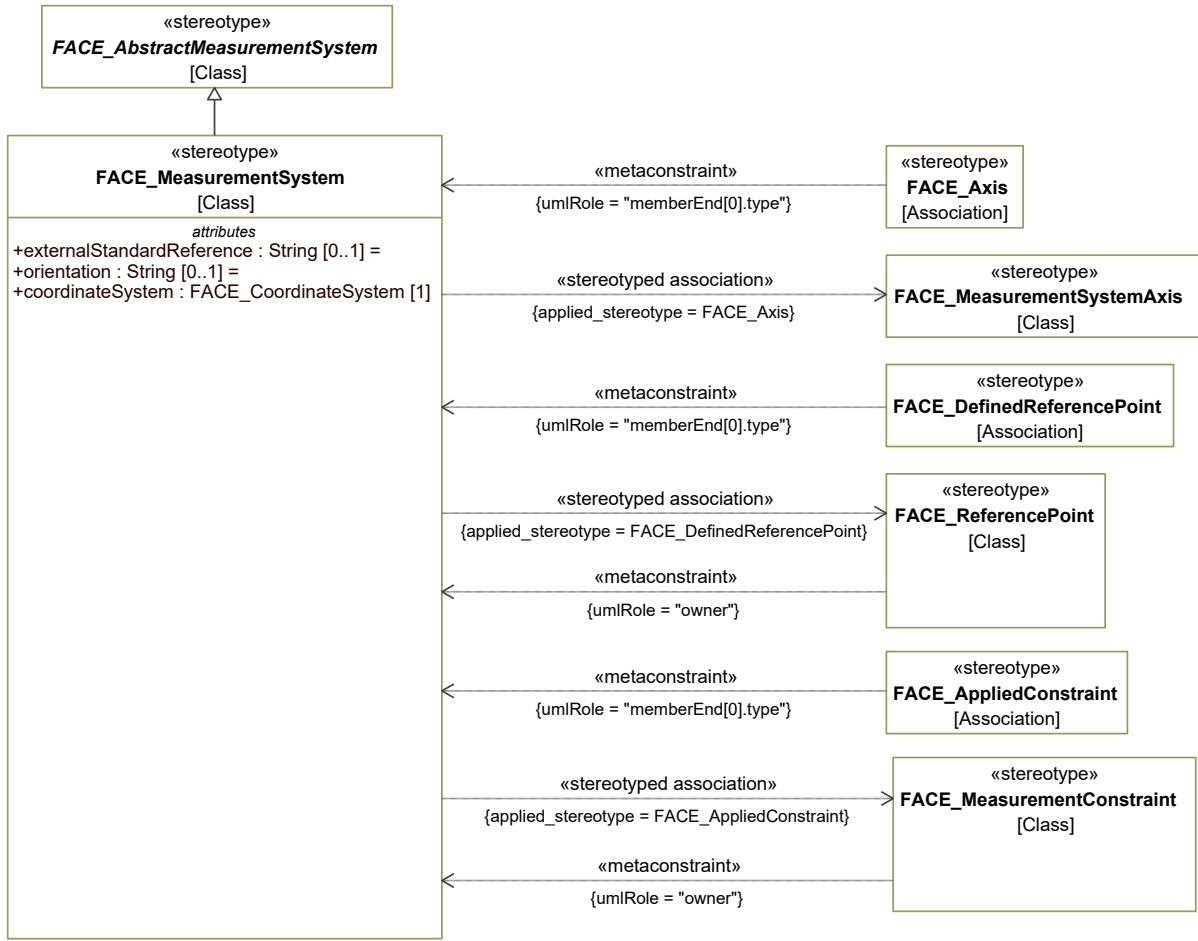 «stereotype»
FACE_AbstractMeasurementSystem
[Class]
«stereotype»
FACE_MeasurementSystem
[Class]
attributes
+externalStandardReference : String [0..1] =
+orientation : String [0..1] =
+coordinateSystem : FACE_CoordinateSystem [1]
«metaconstraint»
{umlRole = "memberEnd[0].type"}
«stereotype»
FACE_Axis
[Association]
«stereotyped association»
{applied_stereotype = FACE_Axis}
«stereotype»
FACE_MeasurementSystemAxis
[Class]
«metaconstraint»
{umlRole = "memberEnd[0].type"}
«stereotype»
FACE_DefinedReferencePoint
[Association]
«stereotyped association»
{applied_stereotype = FACE_DefinedReferencePoint}
«stereotype»
FACE_ReferencePoint
[Class]
«metaconstraint»
{umlRole = "owner"}
«metaconstraint»
{umlRole = "memberEnd[0].type"}
«stereotype»
FACE_AppliedConstraint
[Association]
«stereotyped association»
{applied_stereotype = FACE_AppliedConstraint}
«stereotype»
FACE_MeasurementConstraint
[Class]
«metaconstraint»
{umlRole = "owner"}